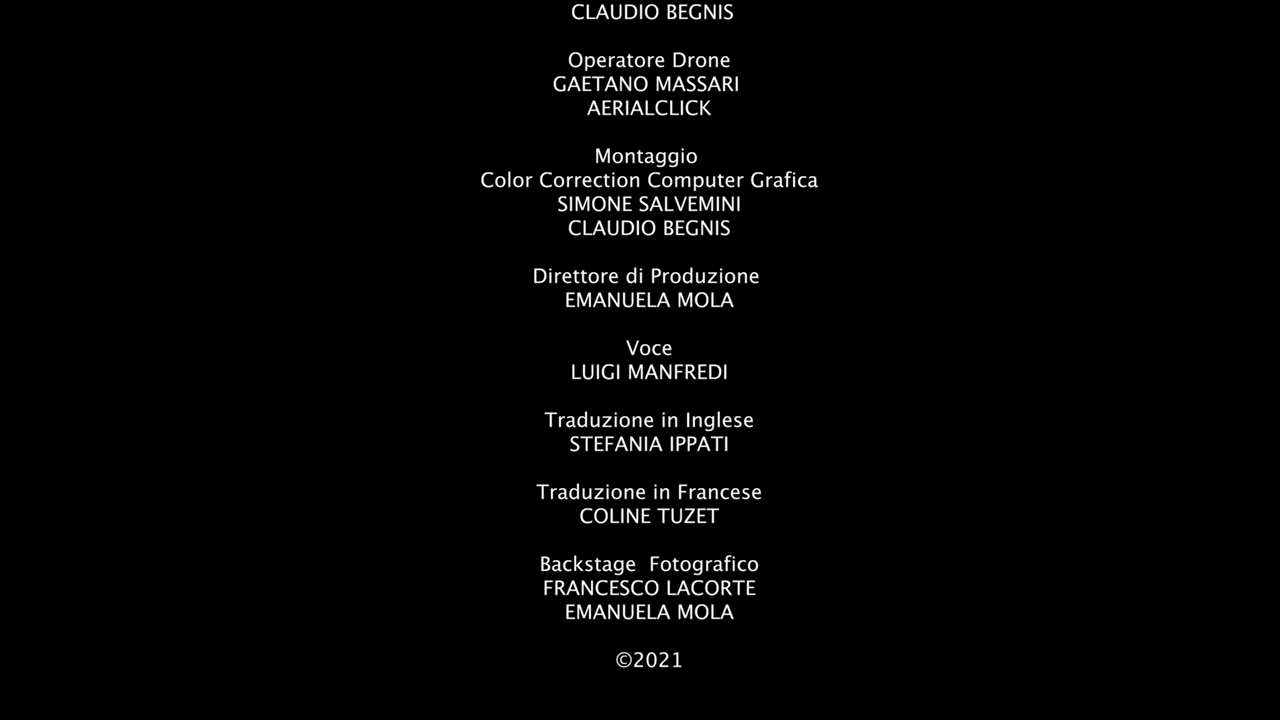 CLAUDIO BEGNIS
Operatore Drone
GAETANO MASSARI
AERIALCLICK
Montaggio
Color Correction Computer Grafica
SIMONE SALVEMINI
CLAUDIO BEGNIS
Direttore di Produzione
EMANUELA MOLA
Voce
LUIGI MANFREDI
Traduzione in Inglese
STEFANIA IPPATI
Traduzione in Francese
COLINE TUZET
Backstage  Fotografico
FRANCESCO LACORTE
EMANUELA MOLA
©2021